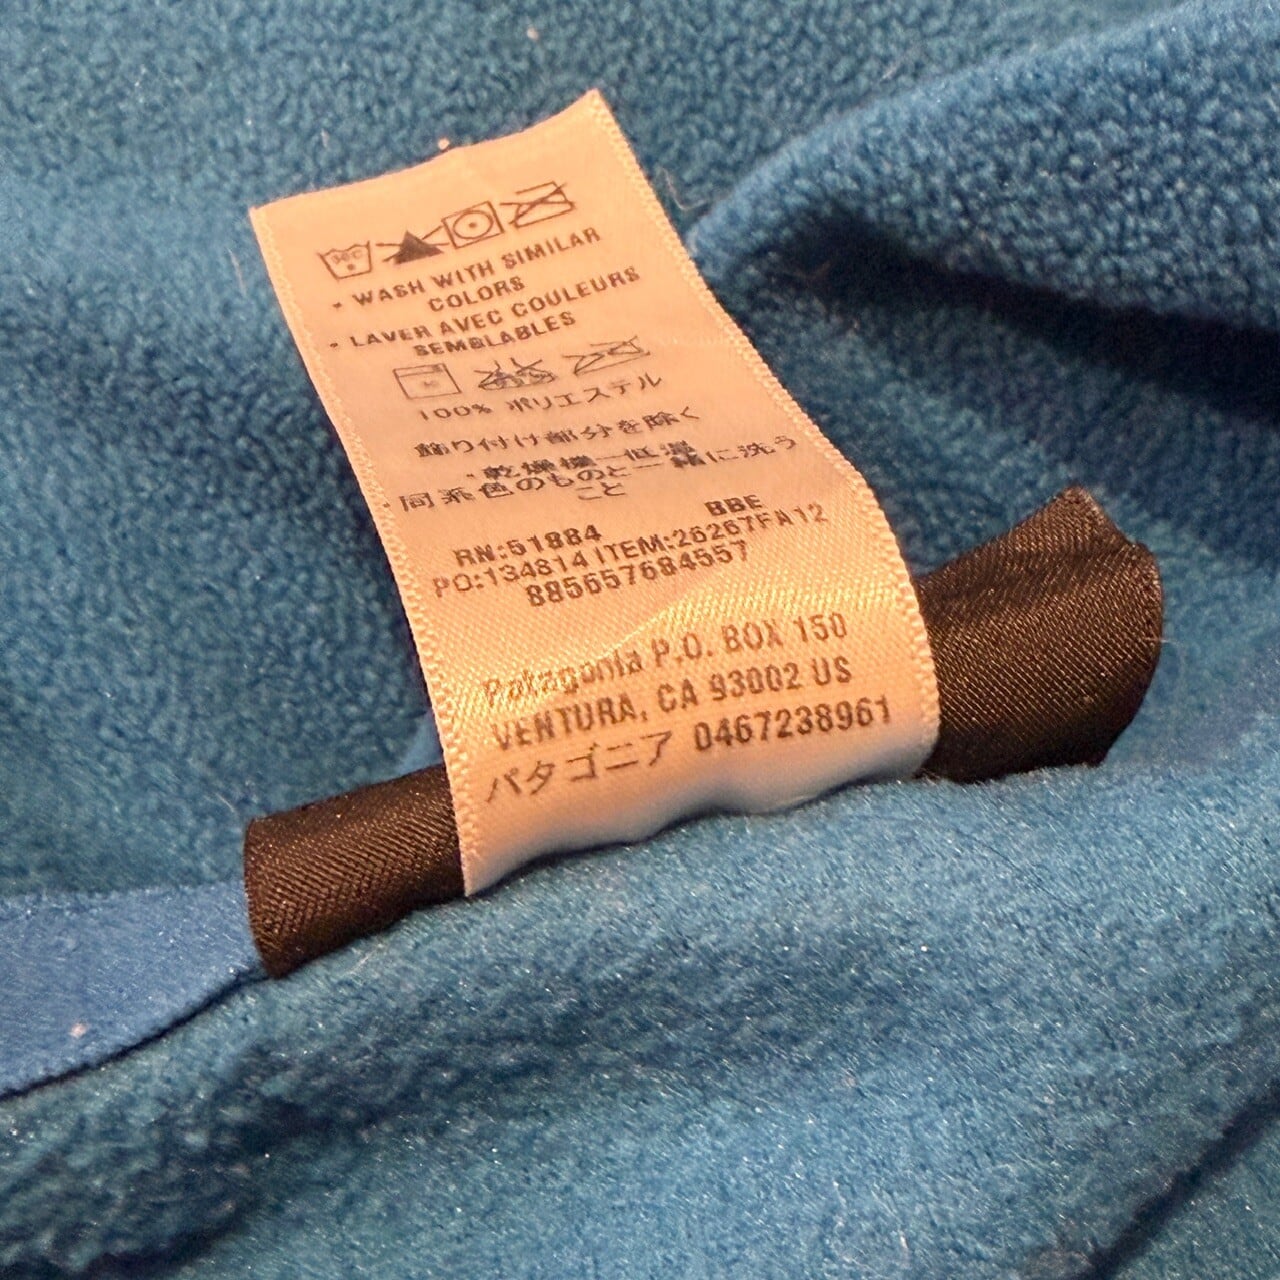 30C
- WASH WITH SIMILAR
COLORS
- LAVER AVEC COULEURS
SEMBLABLES
100% ポリエステル
飾り付け部分を除く
・乾燥機―低温
・同系色のものと一緒に洗う
こと
BBE
RN:51884
PO:134814 ITEM:26267FA12
885657684557
Patagonia P.O. BOX 150
VENTURA, CA 93002 US
パタゴニア 0467238961